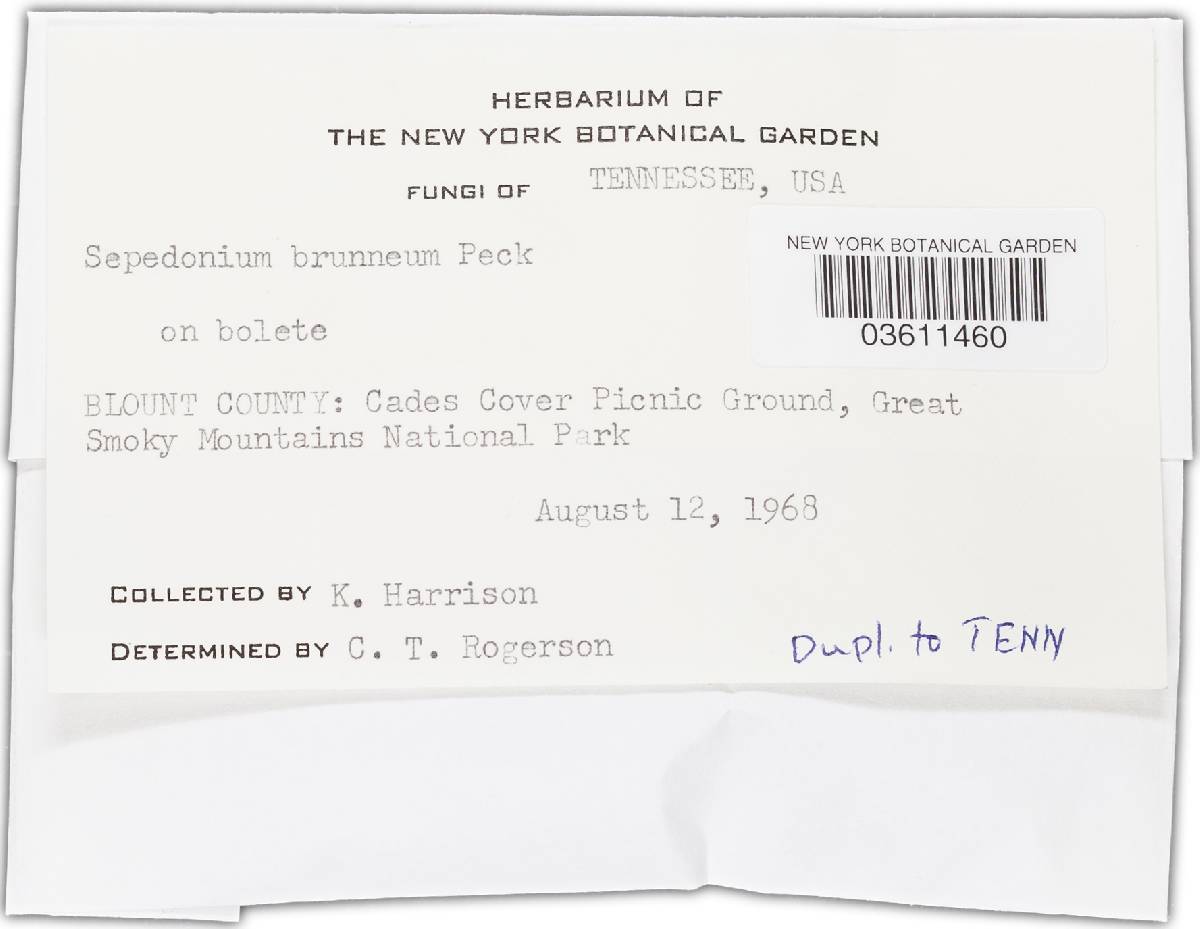 HERBARIUM OF
THE NEW YORK BOTANICAL GARDEN
FUNGI OF TENNESSEE, USA
NEW YORK BOTANICAL GARDEN
03611460
Sepedonium brunneum Peck
on bolete
BLOUNT COUNTY: Cades Cover Picnic Ground, Great
Smoky Mountains National Park
August 12, 1968
COLLECTED BY K. Harrison
DETERMINED BY C. T. Rogerson
Dupl. to TENN